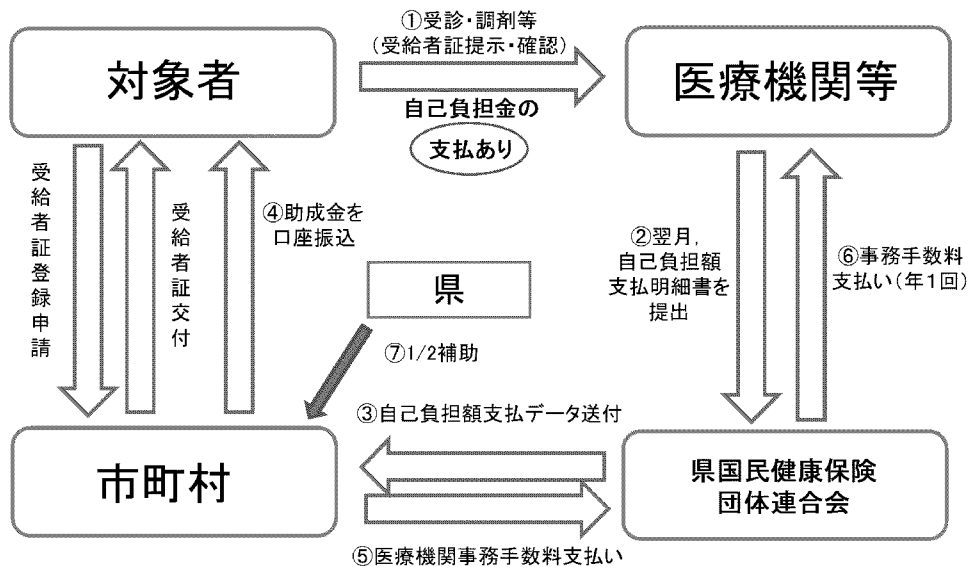 ①受診・調剤等
(受給者証提示・確認)
対象者
医療機関等
自己負担金の
支払あり
受給者証登録申請
受給者証交付
④助成金を
口座振込
②翌月,
自己負担額
支払明細書を
提出
⑥事務手数料
支払い(年1回)
県
⑦1/2補助
③自己負担額支払データ送付
市町村
県国民健康保険
団体連合会
⑤医療機関事務手数料支払い